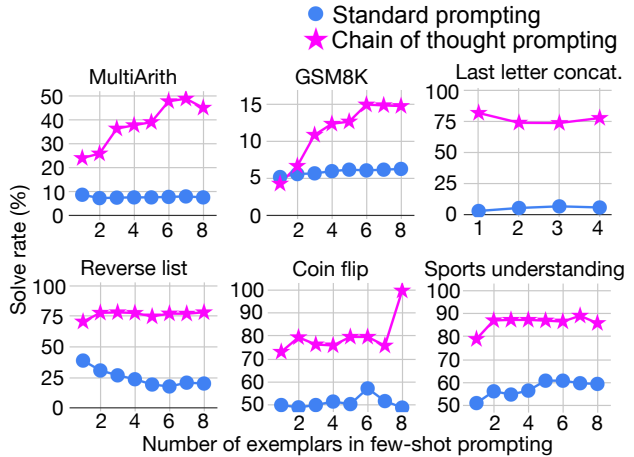 Standard prompting
Chain of thought prompting
MultiArith
GSM8K
Last letter concat.
50
40
30
20
10
0
2 4 6 8
15
10
5
0
2 4 6 8
100
75
50
25
0
1 2 3 4
Solve rate (%)
Reverse list
Coin flip
Sports understanding
100
75
50
25
0
2 4 6 8
100
90
80
70
60
50
2 4 6 8
100
90
80
70
60
50
2 4 6 8
Number of exemplars in few-shot prompting